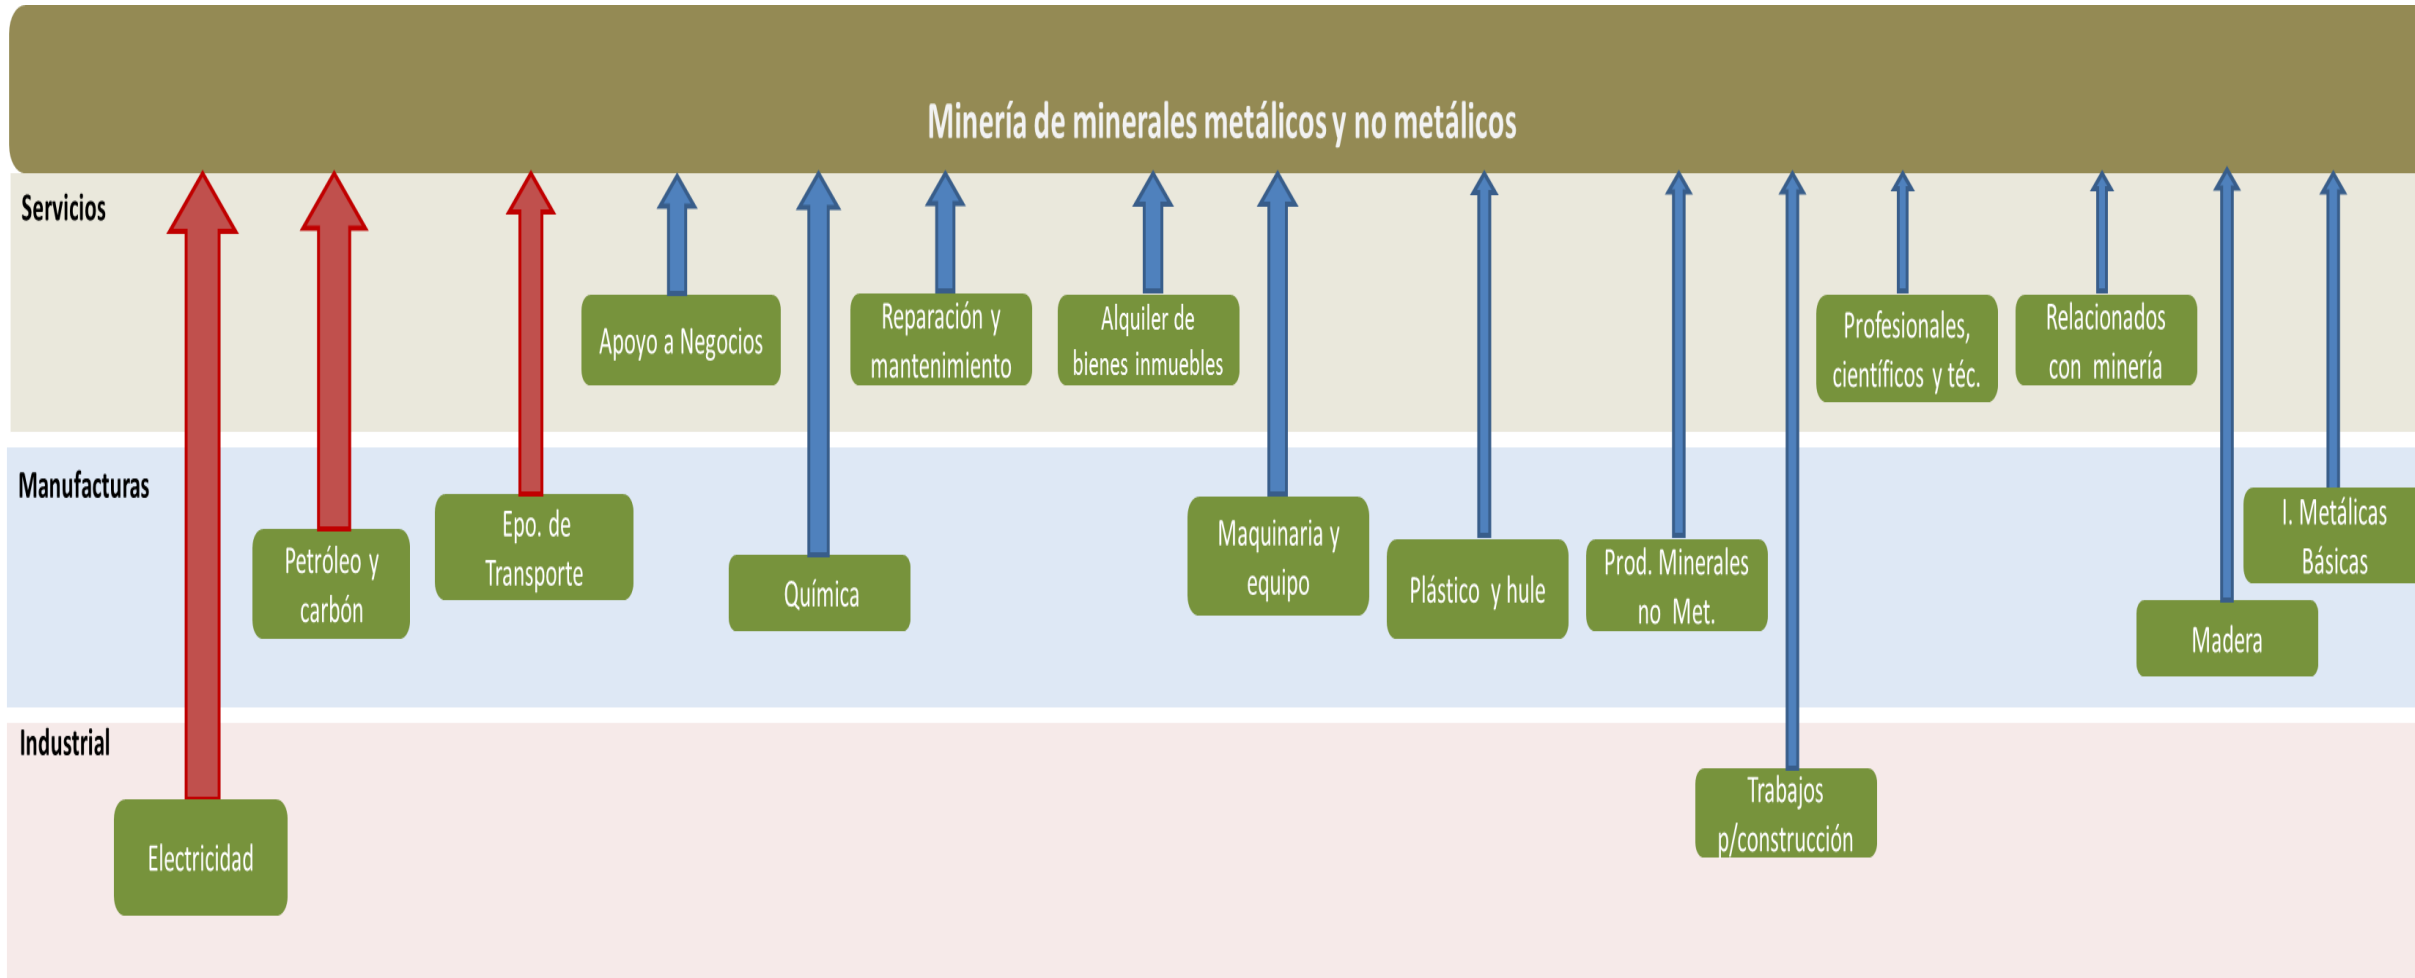 Minería de minerales metálicos y no metálicos
Servicios
Apoyo a Negocios
Reparación y
mantenimiento
Alquiler de
bienes inmuebles
Profesionales,
científicos y téc.
Relacionados
con minería
Manufacturas
Petróleo y
carbón
Epo. de
Transporte
Química
Maquinaria y
equipo
Plástico y hule
Prod. Minerales
no Met.
Madera
I. Metálicas
Básicas
Industrial
Electricidad
Trabajos
p/construcción